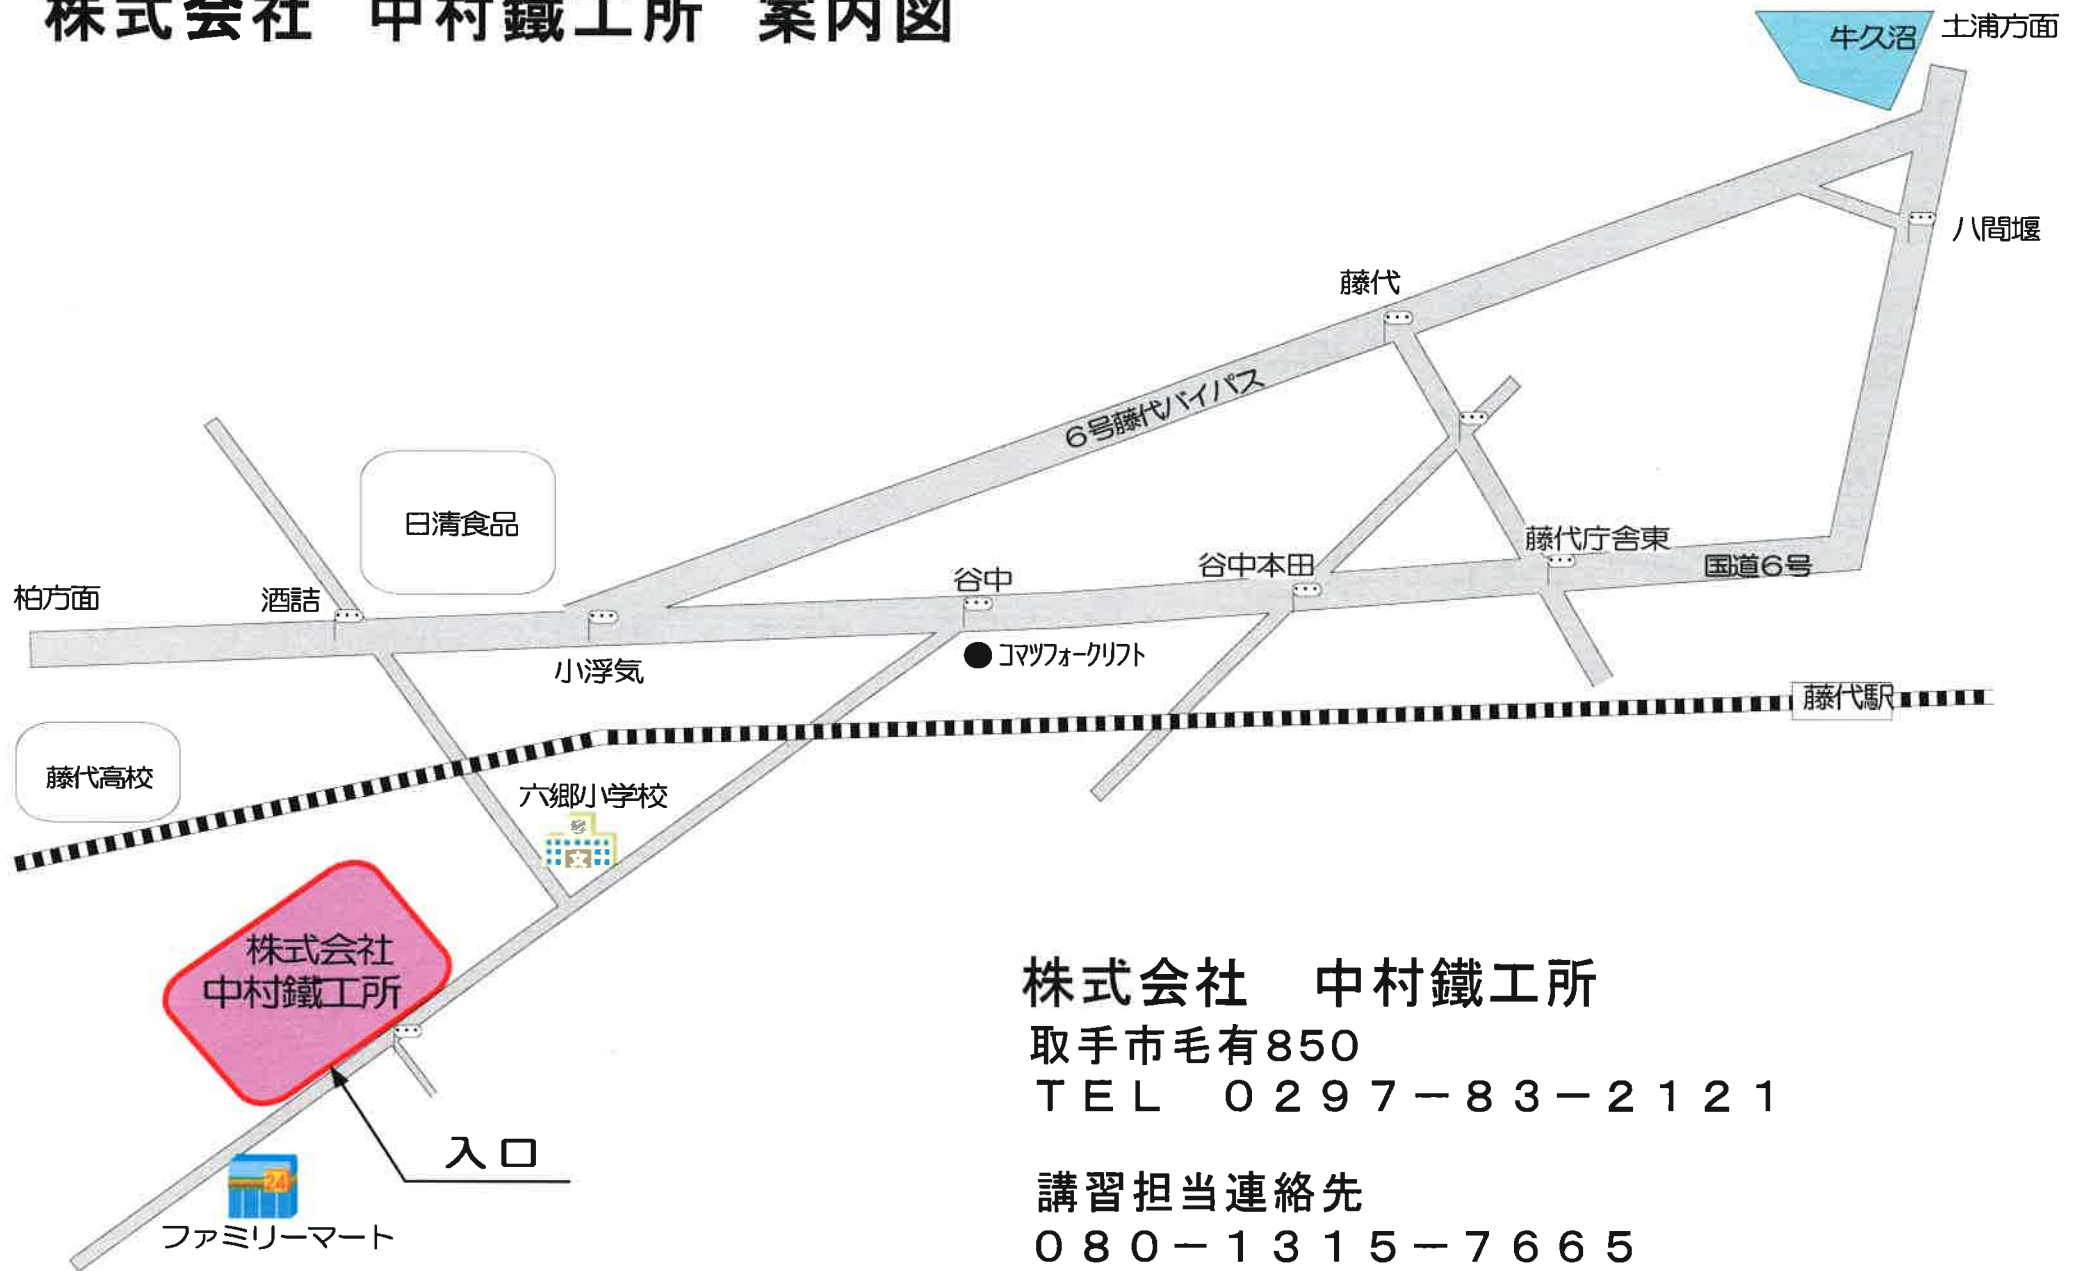 株式会社　中村鐵工所　案内図
牛久沼
土浦方面
八間堰
藤代
6号藤代バイパス
日清食品
藤代庁舎東
国道6号
谷中本田
谷中
柏方面
酒詰
小浮気
コマツフォークリフト
藤代駅
藤代高校
六郷小学校
文
株式会社
中村鐵工所
入口
24
ファミリーマート
株式会社　中村鐵工所
取手市毛有850
TEL　0297－83－2121
講習担当連絡先
080－1315－7665